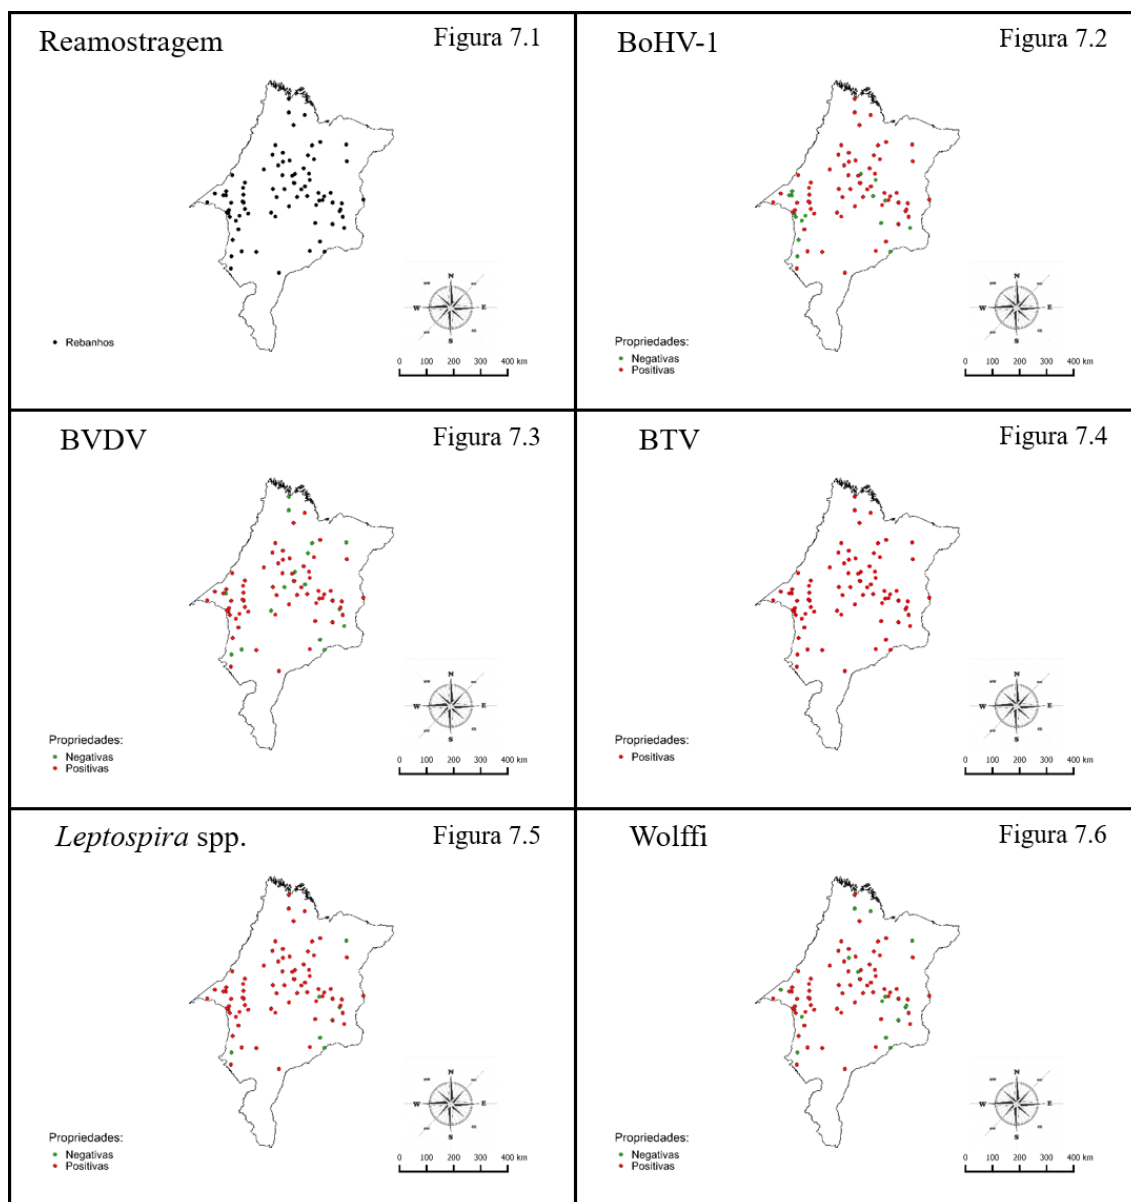 Reamostragem
Figura 7.1
N
W
E
S
Rebanhos
0 100 200 300 400 km
BoHV-1
Figura 7.2
N
W
E
S
Propriedades:
Negativas
Positivas
0 100 200 300 400 km
BVDV
Figura 7.3
N
W
E
S
Propriedades:
Negativas
Positivas
0 100 200 300 400 km
BTV
Figura 7.4
N
W
E
S
Propriedades:
Positivas
0 100 200 300 400 km
Leptospira spp.
Figura 7.5
N
W
E
S
Propriedades:
Negativas
Positivas
0 100 200 300 400 km
Wolffi
Figura 7.6
N
W
E
S
Propriedades:
Negativas
Positivas
0 100 200 300 400 km